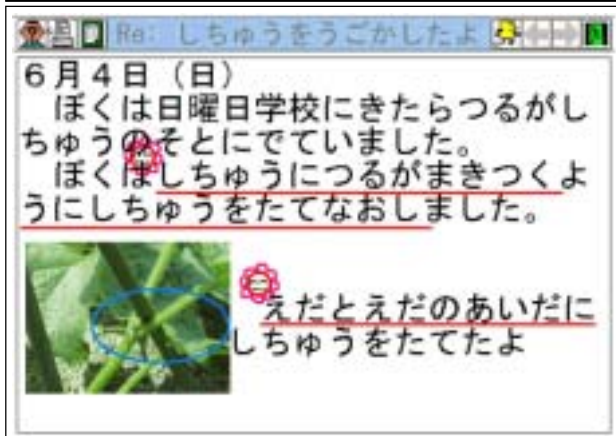 Re: しちゅうをうごかしたよ
6月4日（日）
　ぼくは日曜日学校にきたらつるがし
ちゅうのそとにでていました。
　ぼくはしちゅうにつるがまきつくよ
うにしちゅうをたてなおしました。
えだとえだのあいだに
しちゅうをたてたよ